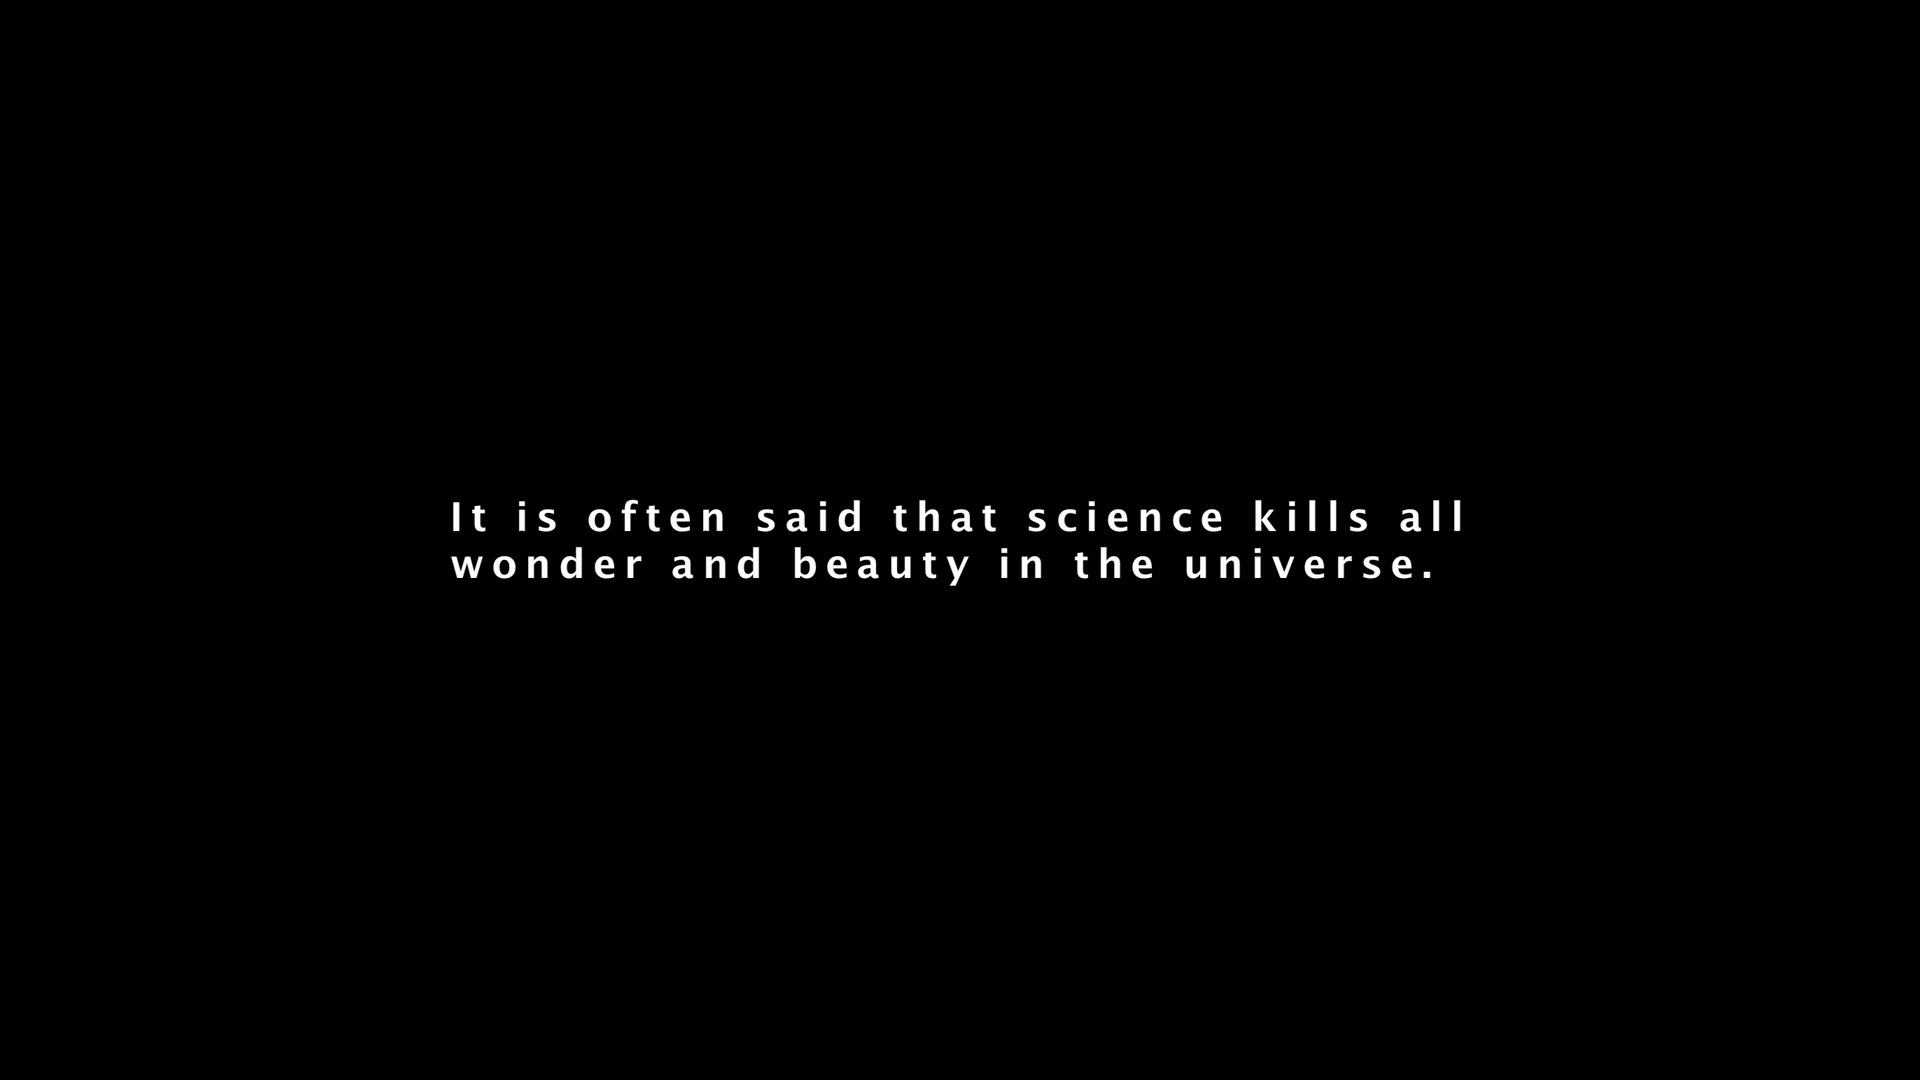 It is often said that science kills all
wonder and beauty in the universe.